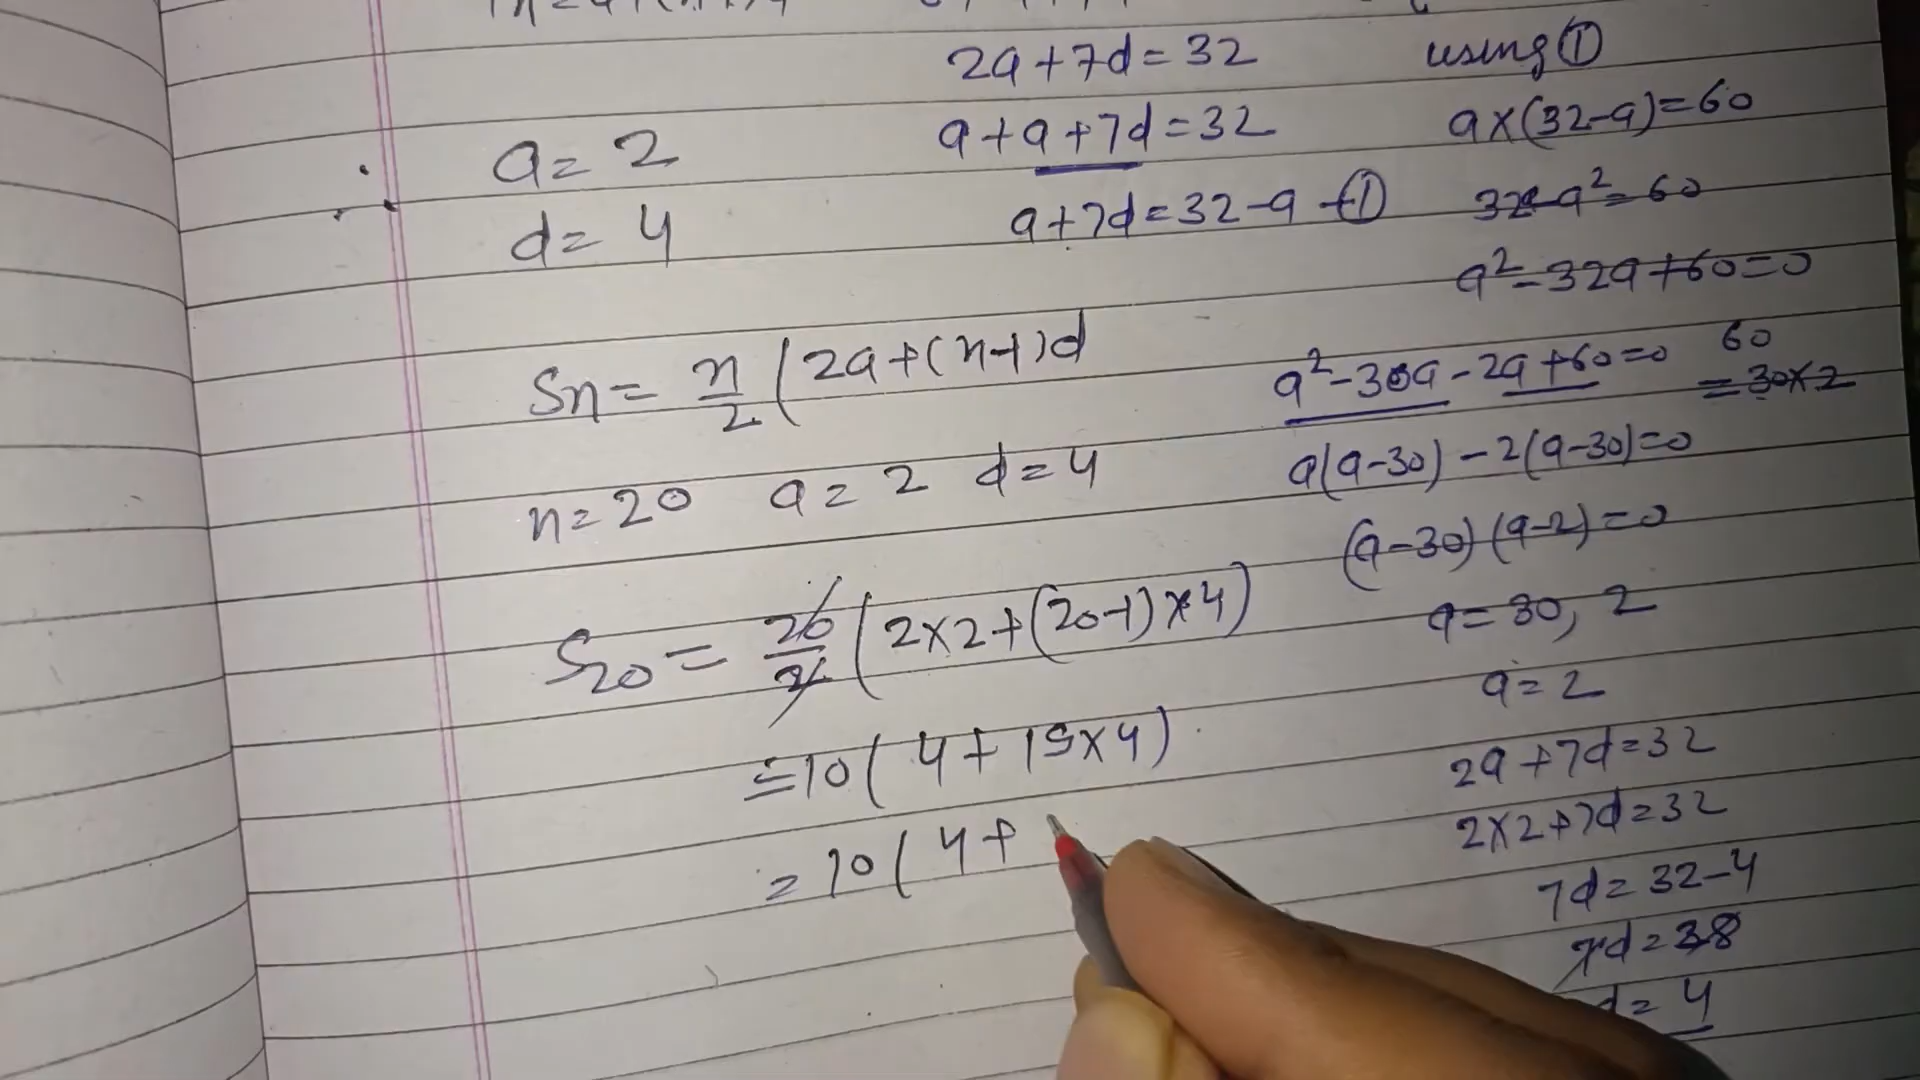 2a+7d=32
a+a+7d=32
a+7d=32-a -①
a=2
d=4
Sn=n/2(2a+(n-1)d
n=20 a=2 d=4
S20=20/2(2×2+(20-1)×4)
=10(4+19×4)
=10(4+
using ①
a×(32-a)=60
32a-a²=60
a²-32a+60=0
a²-30a-2a+60=0
60
=30×2
a(a-30)-2(a-30)=0
(a-30)(a-2)=0
a=30, 2
a=2
2a+7d=32
2×2+7d=32
7d=32-4
7d=38
d=4